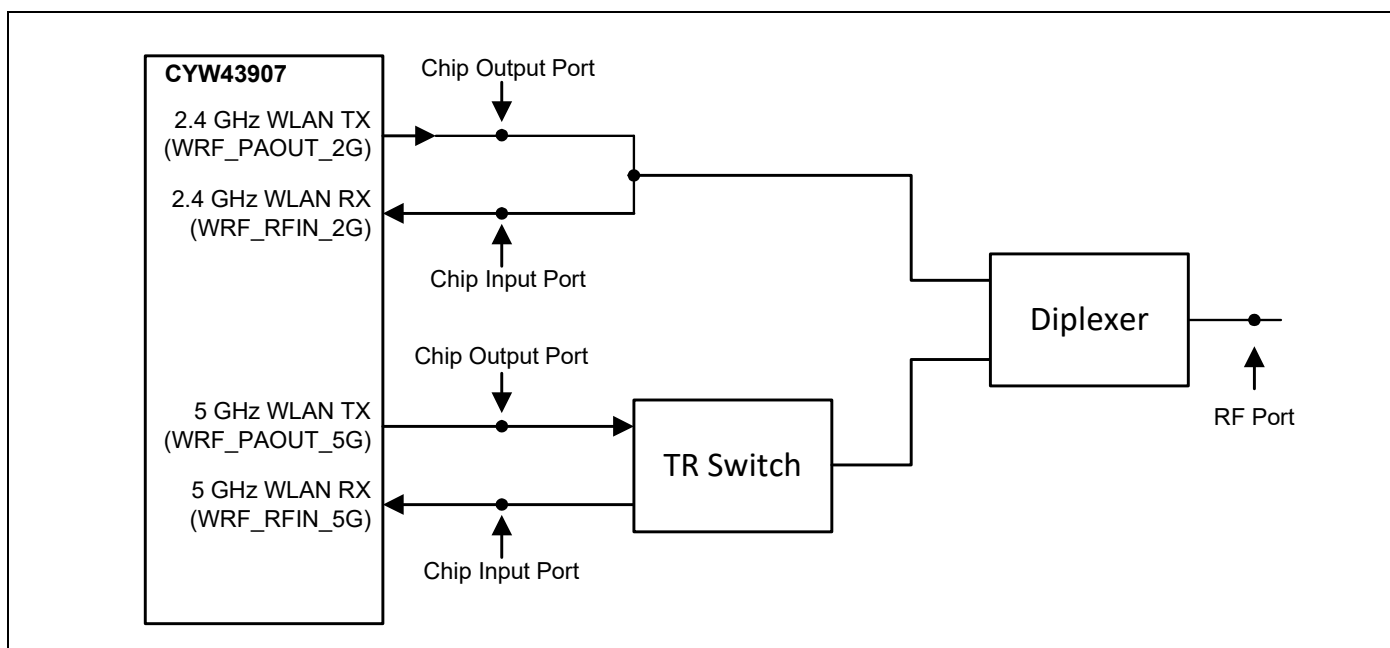 CYW43907
Chip Output Port
2.4 GHz WLAN TX
(WRF_PAOUT_2G)
2.4 GHz WLAN RX
(WRF_RFIN_2G)
Chip Input Port
Diplexer
RF Port
Chip Output Port
5 GHz WLAN TX
(WRF_PAOUT_5G)
TR Switch
5 GHz WLAN RX
(WRF_RFIN_5G)
Chip Input Port